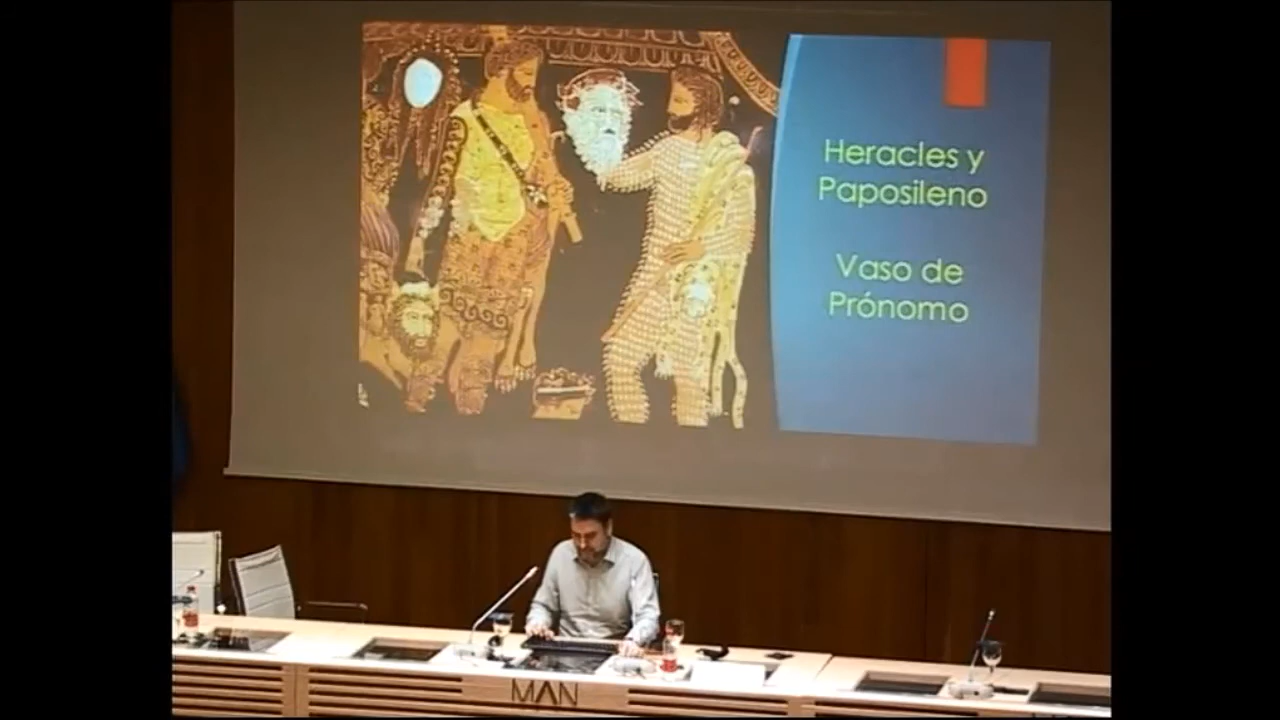 Heracles y
Paposileno
Vaso de
Prónomo
MAN